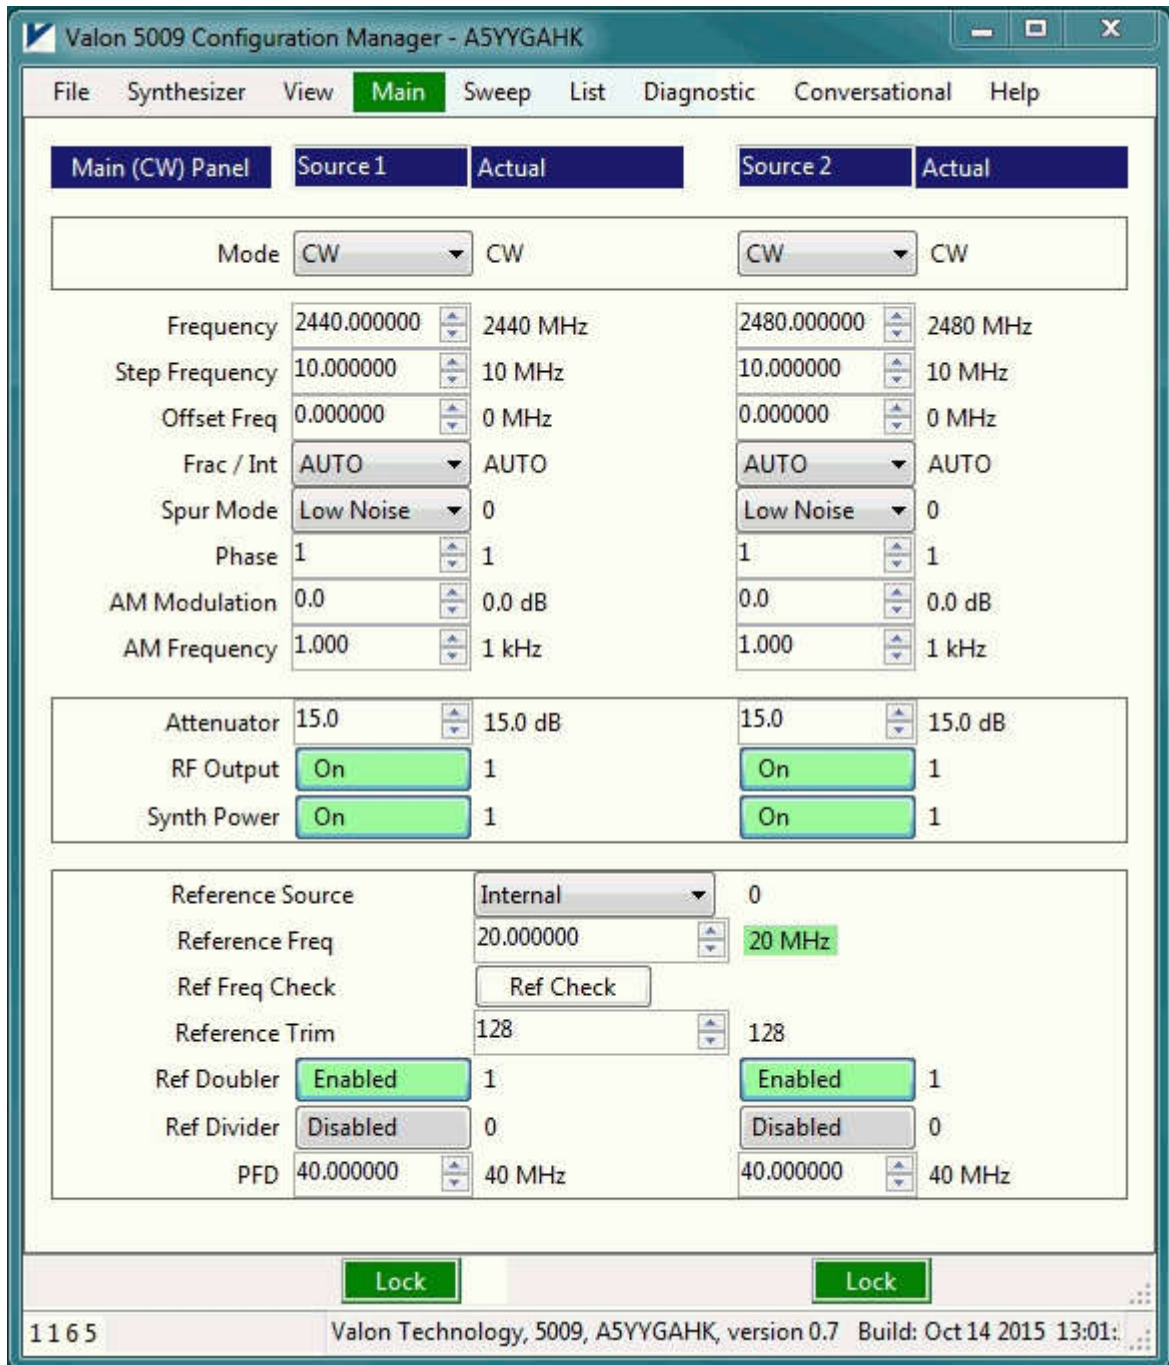 Valon 5009 Configuration Manager - A5YYGAHK
File Synthesizer View Main Sweep List Diagnostic Conversational Help
Main (CW) Panel Source 1 Actual Source 2 Actual
Mode CW CW CW CW
Frequency 2440.000000 2440 MHz 2480.000000 2480 MHz
Step Frequency 10.000000 10 MHz 10.000000 10 MHz
Offset Freq 0.000000 0 MHz 0.000000 0 MHz
Frac / Int AUTO AUTO AUTO AUTO
Spur Mode Low Noise 0 Low Noise 0
Phase 1 1 1 1
AM Modulation 0.0 0.0 dB 0.0 0.0 dB
AM Frequency 1.000 1 kHz 1.000 1 kHz
Attenuator 15.0 15.0 dB 15.0 15.0 dB
RF Output On 1 On 1
Synth Power On 1 On 1
Reference Source Internal 0
Reference Freq 20.000000 20 MHz
Ref Freq Check Ref Check
Reference Trim 128 128
Ref Doubler Enabled 1 Enabled 1
Ref Divider Disabled 0 Disabled 0
PFD 40.000000 40 MHz 40.000000 40 MHz
Lock Lock
1165 Valon Technology, 5009, A5YYGAHK, version 0.7 Build: Oct 14 2015 13:01: